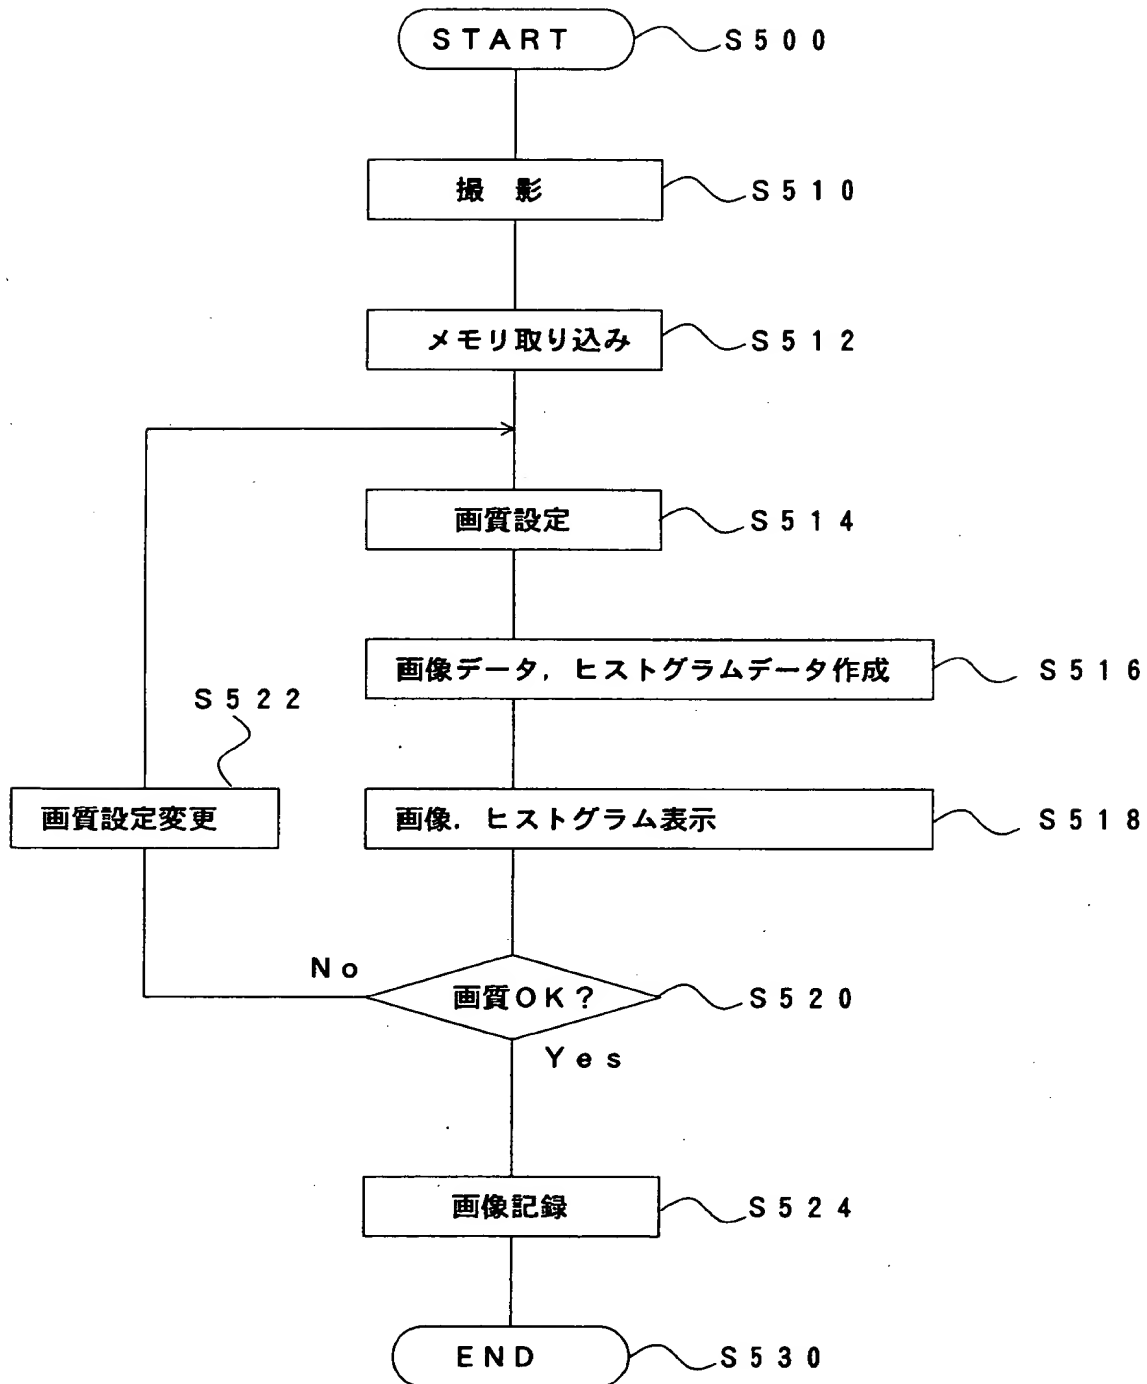 START S500
撮 影 S510
メモリ取り込み S512
画質設定 S514
画像データ，ヒストグラムデータ作成 S516
S522
画質設定変更
画像．ヒストグラム表示 S518
No
画質OK？ S520
Yes
画像記録 S524
END S530